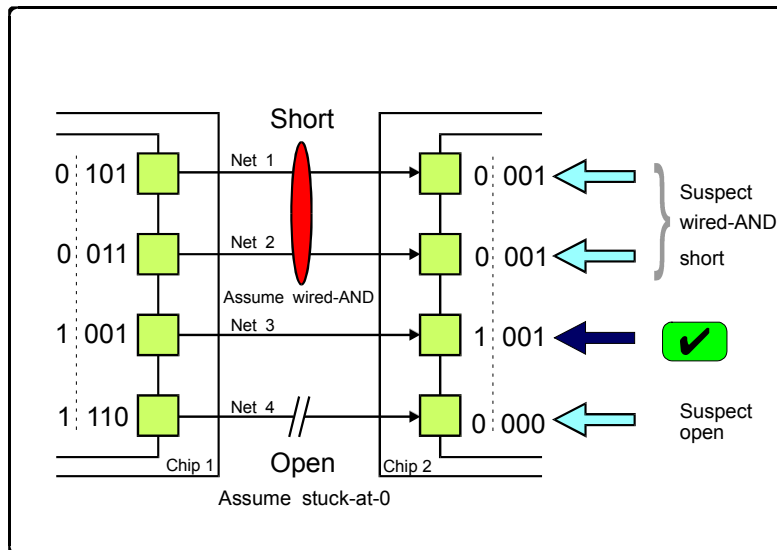 Short
Net 1
0 101
0 001
Suspect
wired-AND
short
Net 2
0 011
0 001
Assume wired-AND
Net 3
1 001
1 001
Net 4
1 110
0 000
Suspect
open
Chip 1
Open
Chip 2
Assume stuck-at-0